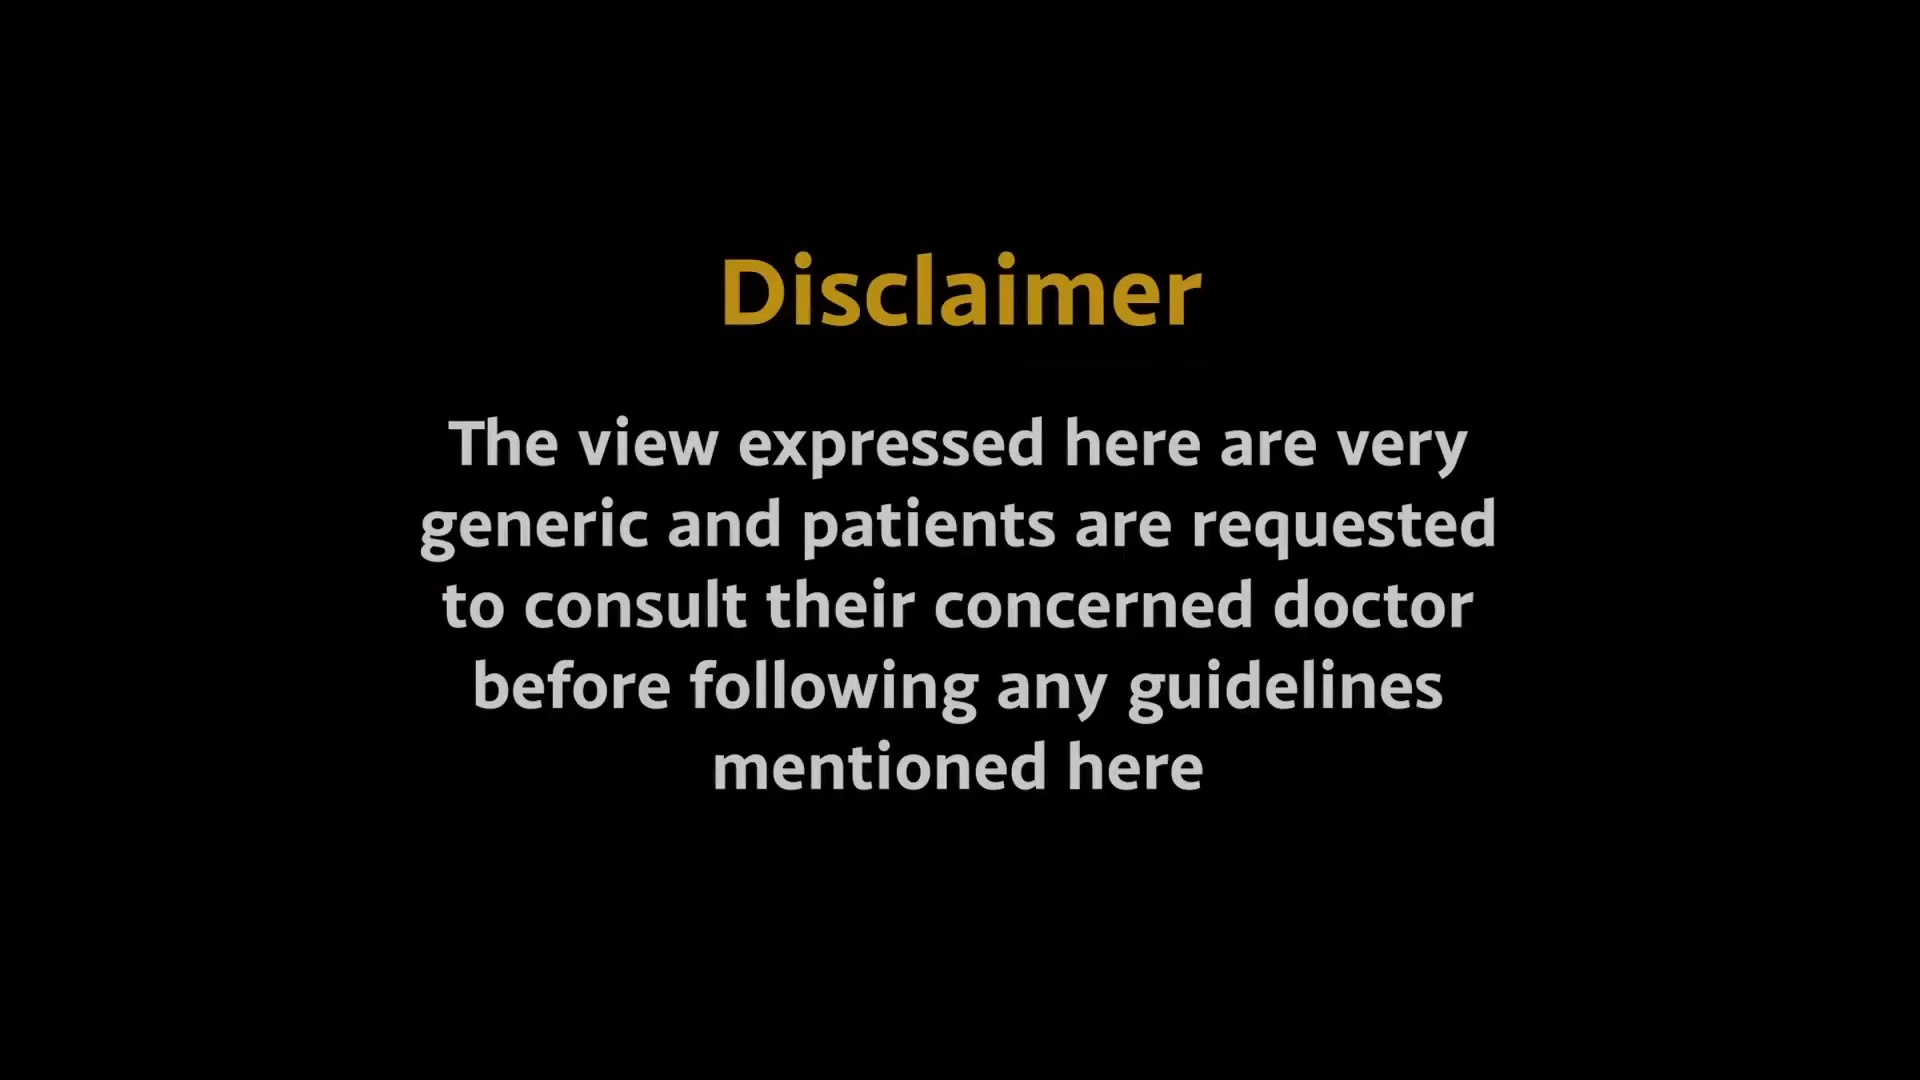 Disclaimer
The view expressed here are very
generic and patients are requested
to consult their concerned doctor
before following any guidelines
mentioned here